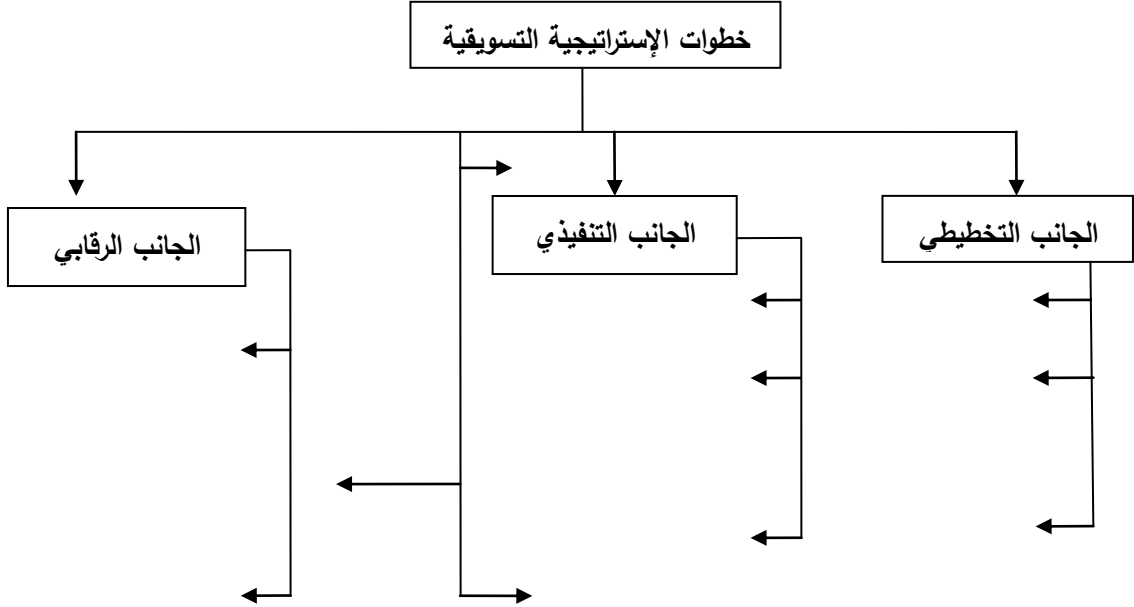 خطوات الإستراتيجية التسويقية
الجانب التخطيطي
الجانب التنفيذي
الجانب الرقابي